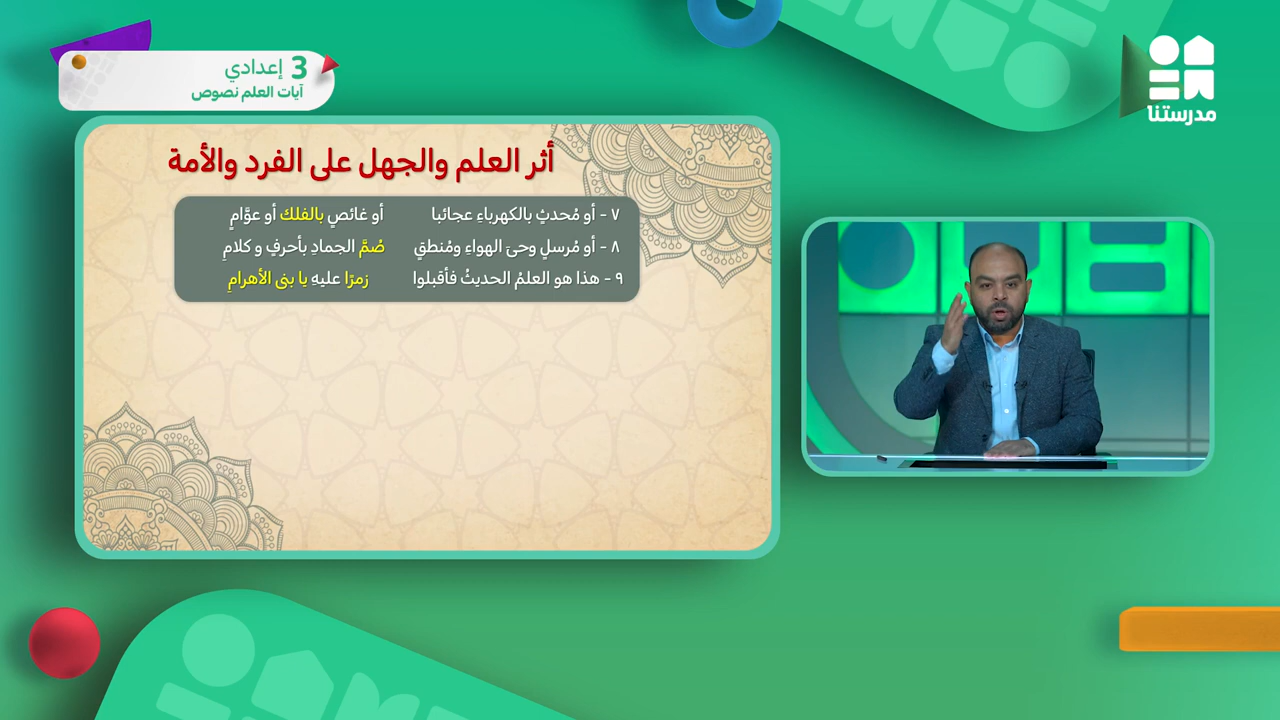 3 إعدادي
آيات العلم نصوص
مدرستنا
أثر العلم والجهل على الفرد والأمة
٧ - أو مُحدثٍ بالكهرباءِ عجائبا أو غائصٍ بالفلك أو عوَّامٍ
٨ - أو مُرسلٍ وحىَ الهواءِ ومُنطقٍ صُمَّ الجمادِ بأحرفٍ و كلامِ
٩ - هذا هو العلمُ الحديثُ فأقبلوا زمرًا عليهِ يا بنى الأهرامِ